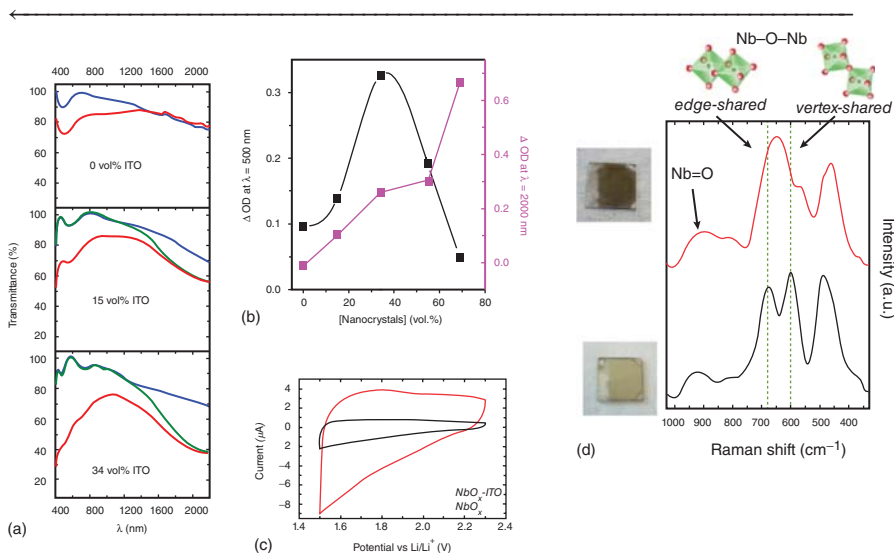 400 800 1200 1600 2000
100
80
60
40
20
0 vol% ITO
100
80
60
40
20
15 vol% ITO
100
80
60
40
20
34 vol% ITO
Transmittance (%)
400 800 1200 1600 2000
λ (nm)
(a)
0.3
0.2
0.1
0.0
Δ OD at λ = 500 nm
0.6
0.4
0.2
0.0
Δ OD at λ = 2000 nm
0 20 40 60 80
[Nanocrystals] (vol.%)
(b)
4
2
0
−2
−4
−6
−8
Current (μA)
NbOx-ITO
NbOx
1.4 1.6 1.8 2.0 2.2 2.4
Potential vs Li/Li+ (V)
(c)
Nb–O–Nb
edge-shared
vertex-shared
Nb=O
Intensity (a.u.)
1000 900 800 700 600 500 400
Raman shift (cm−1)
(d)